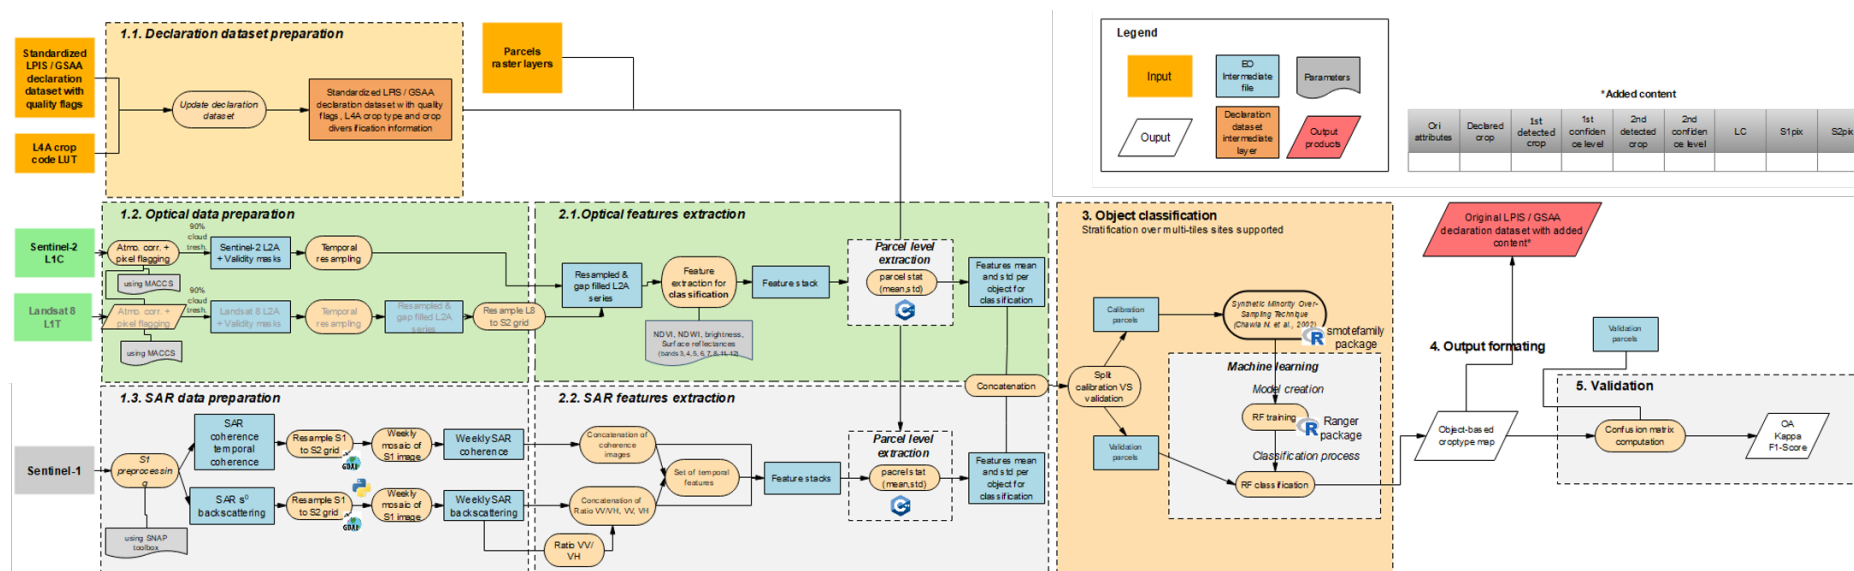 1.1. Declaration dataset preparation
Standardized
LPIS / GSAA
declaration
dataset with
quality flags
L4A crop
code LUT
Update declaration
dataset
Standardized LPIS / GSAA
declaration dataset with quality
flags, L4A crop type and crop
diversification information
Parcels
raster layers
Legend
Input
EO
Intermediate
file
Parameters
Ouput
Declaration
dataset
intermediate
layer
Output
products
*Added content
Ori
attributes
Declared
crop
1st
detected
crop
1st
confiden
ce level
2nd
detected
crop
2nd
confiden
ce level
LC
S1pix
S2pix
1.2. Optical data preparation
Sentinel-2
L1C
Atmo. corr. +
pixel flagging
using MACCS
90%
cloud
tresh.
Sentinel-2 L2A
+ Validity masks
Temporal
resampling
Landsat 8
L1T
Atmo. corr. +
pixel flagging
using MACCS
90%
cloud
tresh.
Landsat 8 L2A
+ Validity masks
Temporal
resampling
Resampled &
gap filled L2A
series
Resample L8
to S2 grid
2.1.Optical features extraction
Resampled &
gap filled L2A
series
Feature
extraction for
classification
NDVI, NDWI, brightness,
Surface reflectances
(bands 3, 4, 5, 6, 7, 8, 11, 12)
Feature stack
Parcel level
extraction
parcel stat
(mean,std)
Features mean
and std per
object for
classification
Concatenation
1.3. SAR data preparation
Sentinel-1
S1
preprocessin
g
using SNAP
toolbox
SAR
coherence
temporal
coherence
Resample S1
to S2 grid
GDAL
Weekly
mosaic of
S1 image
Weekly SAR
coherence
SAR s⁰
backscattering
Resample S1
to S2 grid
GDAL
Weekly
mosaic of
S1 image
Weekly SAR
backscattering
Ratio VV/
VH
2.2. SAR features extraction
Concatenation of
coherence
images
Concatenation of
Ratio VV/VH, VV, VH
Set of temporal
features
Feature stacks
Parcel level
extraction
pacrel stat
(mean,std)
Features mean
and std per
object for
classification
3. Object classification
Stratification over multi-tiles sites supported
Split
calibration VS
validation
Calibration
parcels
Validation
parcels
Synthetic Minority Over-
Sampling Technique
(Chawla N. et al., 2002)
smotefamily
package
Machine learning
Model creation
RF training
Ranger
package
Classification process
RF classification
Original LPIS / GSAA
declaration dataset with added
content*
4. Output formating
Object-based
croptype map
Validation
parcels
5. Validation
Confusion matrix
computation
OA
Kappa
F1-Score